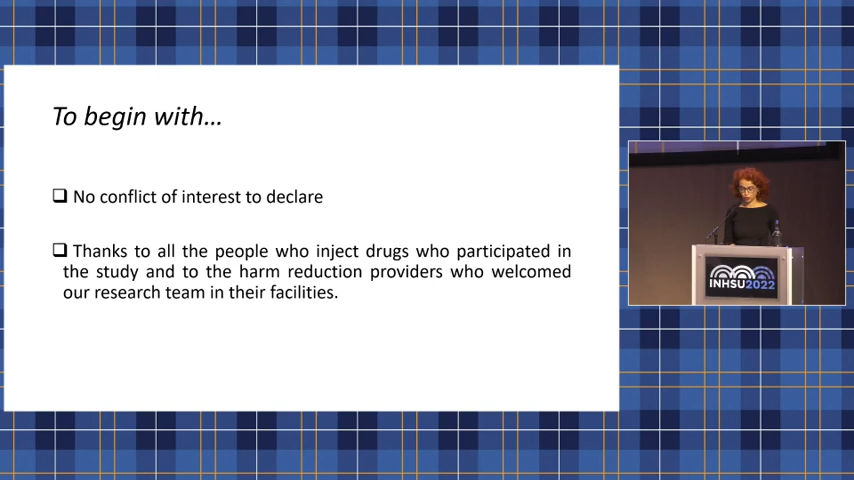 To begin with...
❑ No conflict of interest to declare
❑ Thanks to all the people who inject drugs who participated in
the study and to the harm reduction providers who welcomed
our research team in their facilities.
INHSU2022